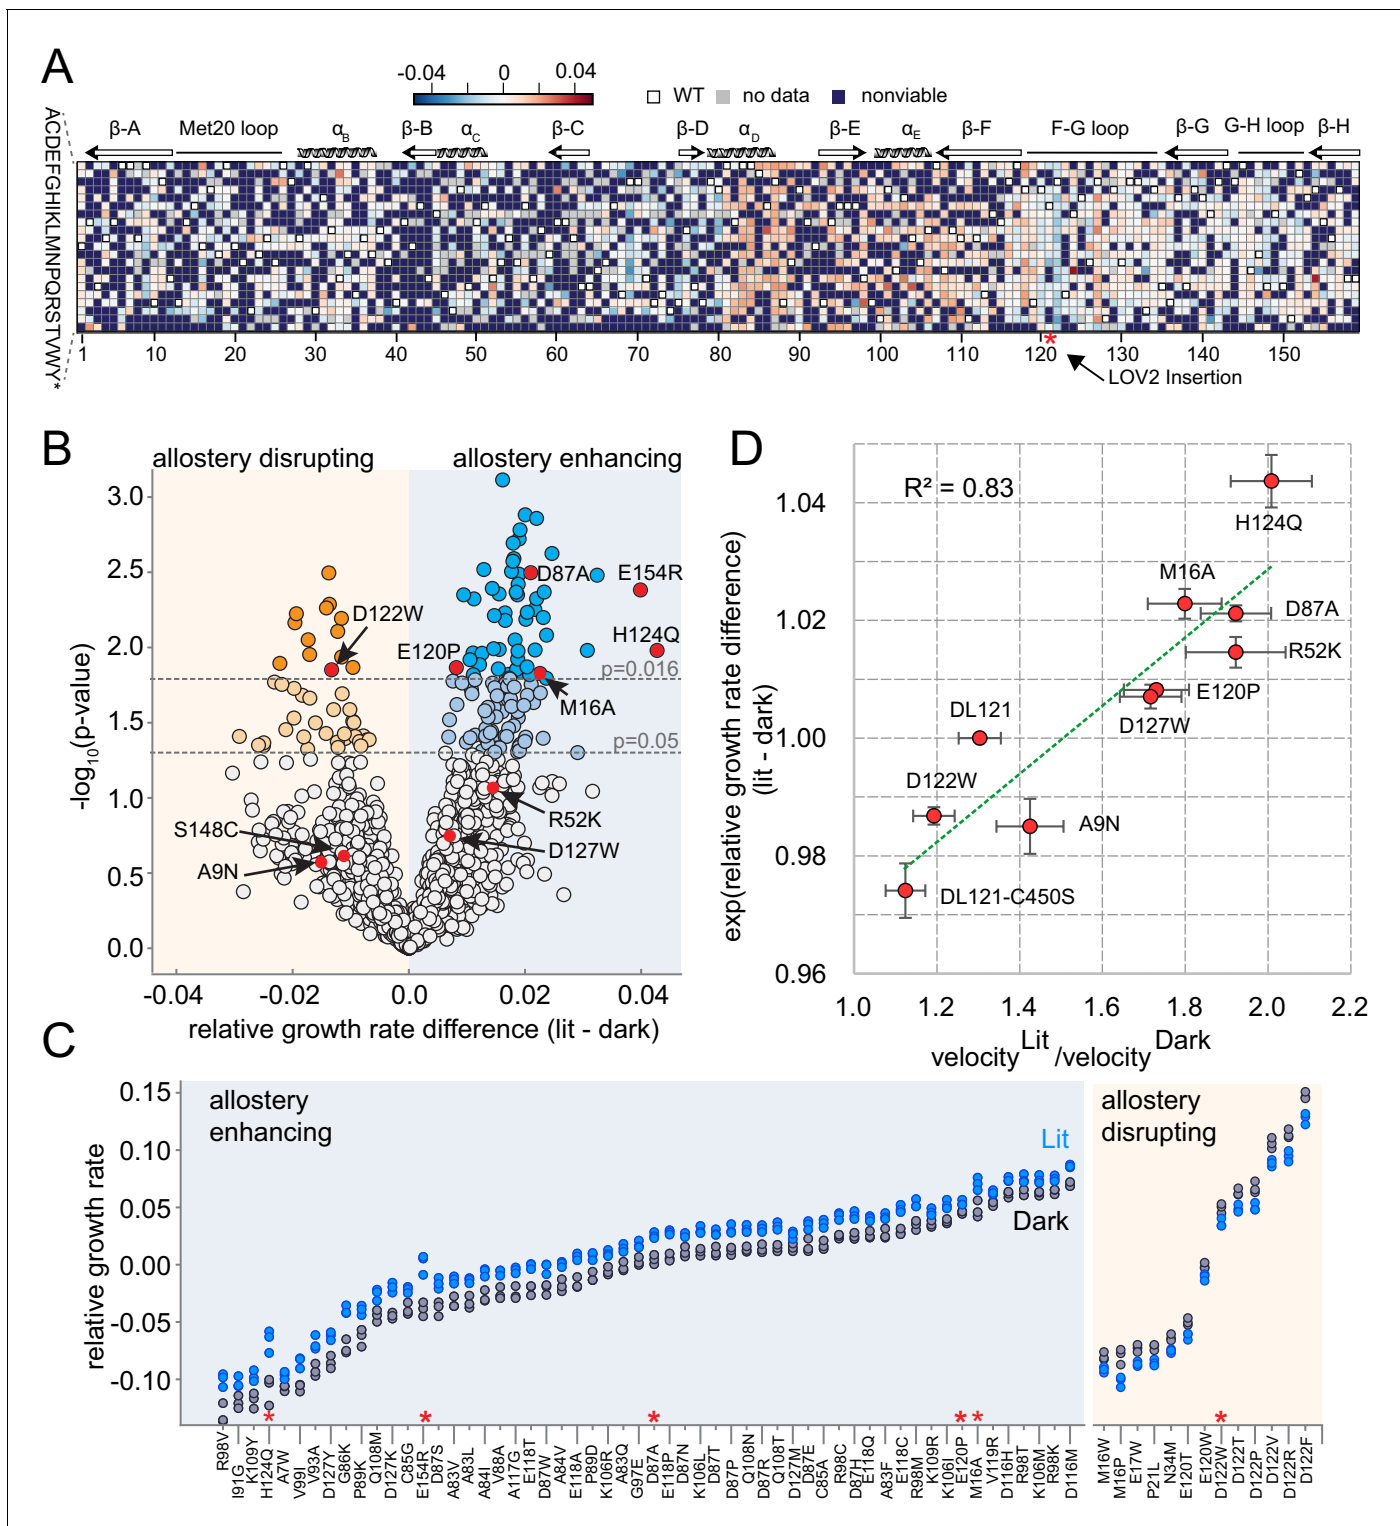 A
-0.04 0 0.04
WT no data nonviable
β-A Met20 loop αB β-B αC β-C β-D αD β-E αE β-F F-G loop β-G G-H loop β-H
ACDEFGHIKLMNPQRSTVWY*
1 10 20 30 40 50 60 70 80 90 100 110 120 130 140 150
*
LOV2 Insertion
B
allostery disrupting allostery enhancing
-log10(p-value)
3.0
2.5
2.0
1.5
1.0
0.5
0.0
D87A
E154R
D122W
E120P
H124Q
p=0.016
M16A
p=0.05
R52K
S148C
D127W
A9N
-0.04 -0.02 0.0 0.02 0.04
relative growth rate difference (lit - dark)
D
R² = 0.83
exp(relative growth rate difference)
(lit - dark)
1.04
1.02
1.00
0.98
0.96
H124Q
M16A
D87A
R52K
E120P
D127W
DL121
D122W
A9N
DL121-C450S
1.0 1.2 1.4 1.6 1.8 2.0 2.2
velocity Lit /velocity Dark
C
relative growth rate
0.15
0.10
0.05
0.00
-0.05
-0.10
allostery
enhancing
Lit
Dark
allostery
disrupting
* * * * * *
R98V
I91G
K109Y
H124Q
A7W
V99I
V93A
D127Y
G86K
P89K
Q108M
D127K
C85G
E154R
D87S
A83V
A83L
A84I
V88A
A117G
E118T
D87W
A84V
E118A
P89D
K106R
A83Q
G97E
D87A
E118P
D87N
K106L
D87T
D87P
Q108N
D87R
Q108T
D127M
D87E
C85A
R98C
D87H
E118Q
A83F
E118C
R98M
K109R
K106I
E120P
M16A
V119R
D116H
R98T
K106M
R98K
D116M
M16W
M16P
E17W
P21L
N34M
E120T
E120W
D122W
D122T
D122P
D122V
D122R
D122F